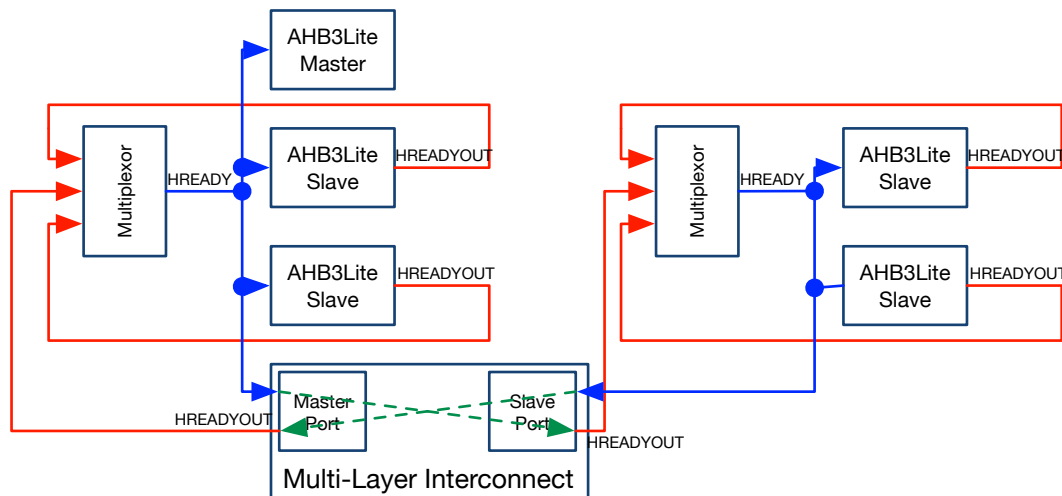 AHB3Lite
Master
Multiplexor
HREADY
AHB3Lite
Slave
HREADYOUT
AHB3Lite
Slave
HREADYOUT
Multiplexor
HREADY
AHB3Lite
Slave
HREADYOUT
AHB3Lite
Slave
HREADYOUT
HREADYOUT
Master
Port
Slave
Port
HREADYOUT
Multi-Layer Interconnect